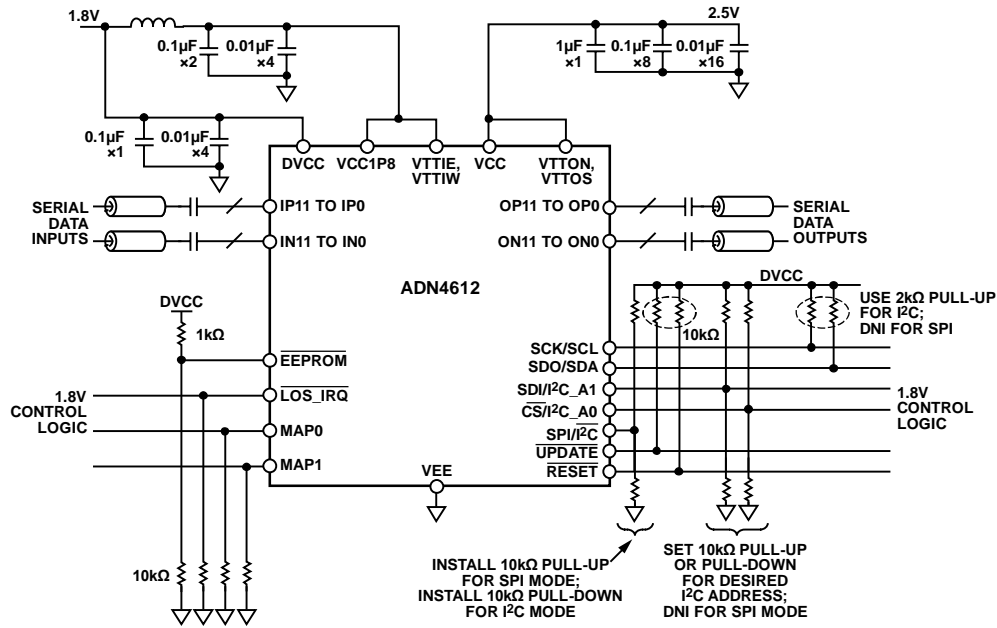 1.8V
0.1µF
×2
0.01µF
×4
2.5V
1µF
×1
0.1µF
×8
0.01µF
×16
0.1µF
×1
0.01µF
×4
DVCC
VCC1P8
VTTIE,
VTTIW
VCC
VTTON,
VTTOS
SERIAL
DATA
INPUTS
IP11 TO IP0
IN11 TO IN0
OP11 TO OP0
ON11 TO ON0
SERIAL
DATA
OUTPUTS
ADN4612
DVCC
1kΩ
DVCC
10kΩ
USE 2kΩ PULL-UP
FOR I²C;
DNI FOR SPI
EEPROM
LOS_IRQ
MAP0
MAP1
1.8V
CONTROL
LOGIC
SCK/SCL
SDO/SDA
SDI/I²C_A1
CS/I²C_A0
SPI/I²C
UPDATE
RESET
1.8V
CONTROL
LOGIC
VEE
10kΩ
INSTALL 10kΩ PULL-UP
FOR SPI MODE;
INSTALL 10kΩ PULL-DOWN
FOR I²C MODE
SET 10kΩ PULL-UP
OR PULL-DOWN
FOR DESIRED
I²C ADDRESS;
DNI FOR SPI MODE